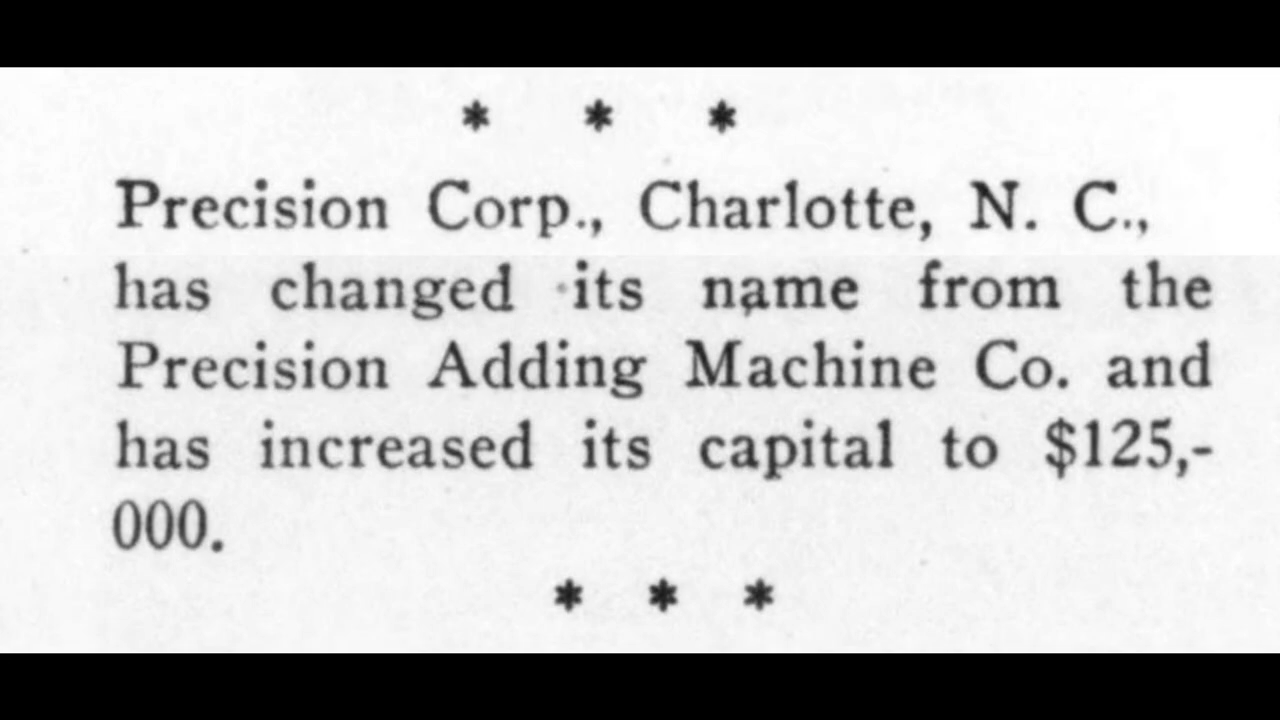 * * *
Precision Corp., Charlotte, N. C.,
has changed its name from the
Precision Adding Machine Co. and
has increased its capital to $125,-
000.
* * *